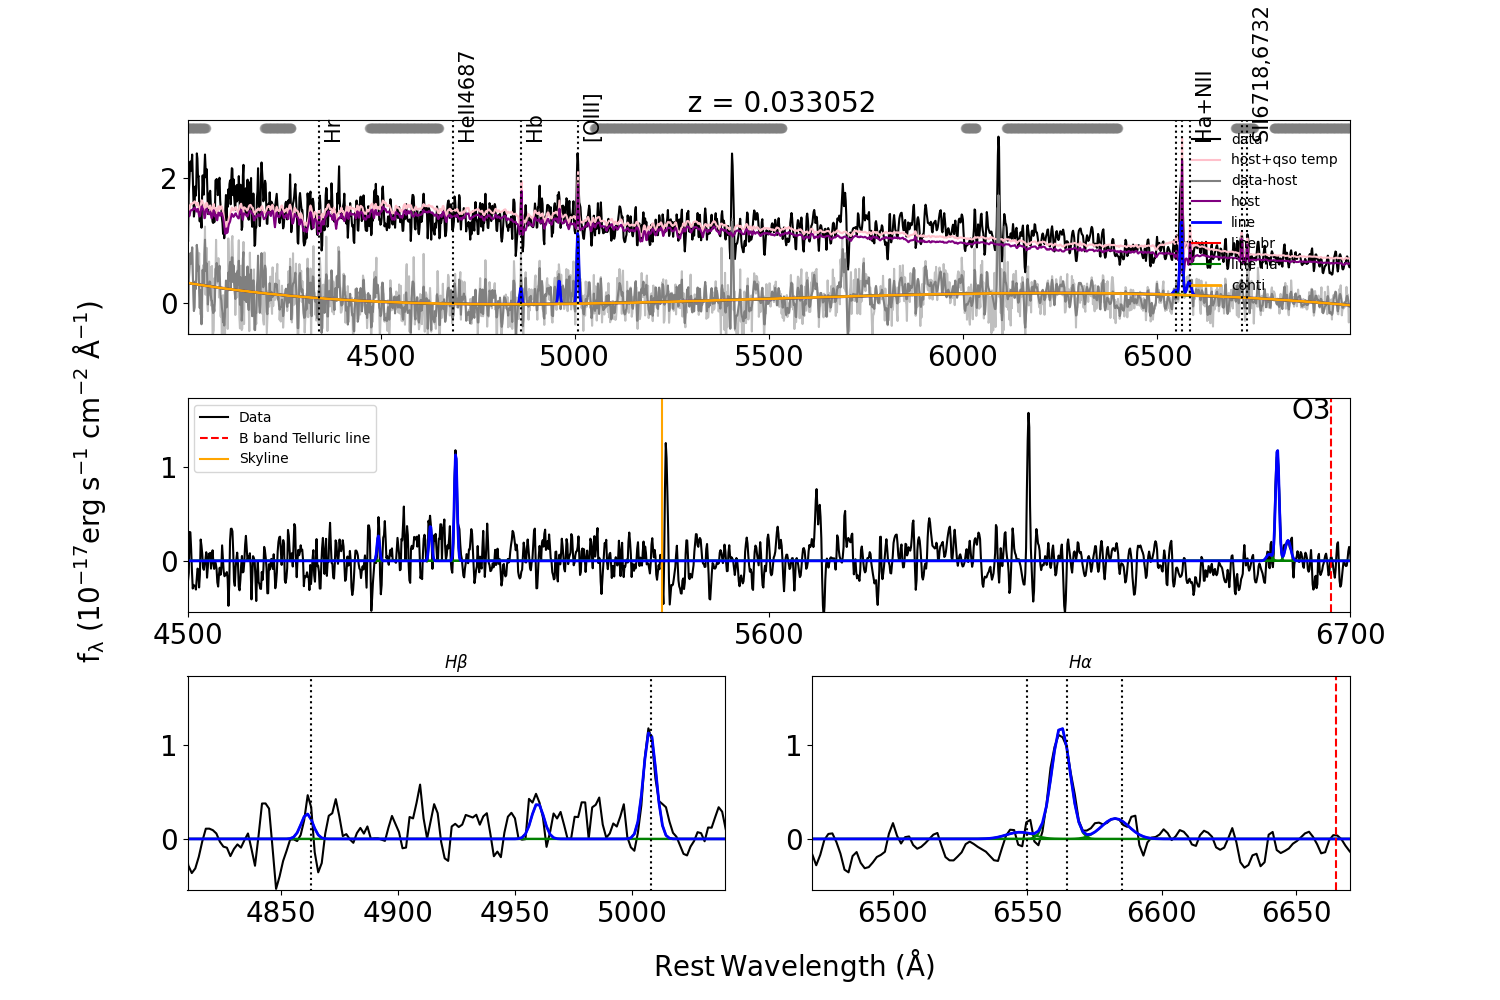 z = 0.033052
Hr
HeII4687
Hb
[OIII]
Ha+NII
SII6718,6732
data
host+qso temp
data-host
host
line
line br
line na
conti
2
0
4500
5000
5500
6000
6500
fλ (10−17erg s−1 cm−2 Å−1)
Data
B band Telluric line
Skyline
O3
1
0
4500
5600
6700
Hβ
1
0
4850
4900
4950
5000
Hα
1
0
6500
6550
6600
6650
Rest Wavelength (Å)